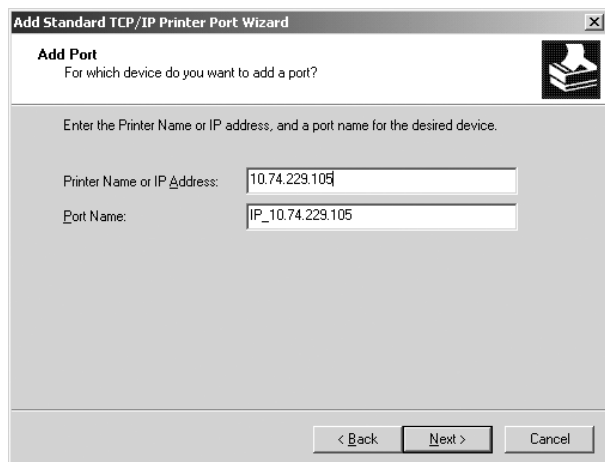 Add Standard TCP/IP Printer Port Wizard
Add Port
For which device do you want to add a port?
Enter the Printer Name or IP address, and a port name for the desired device.
Printer Name or IP Address: 10.74.229.105
Port Name: IP_10.74.229.105
< Back Next > Cancel